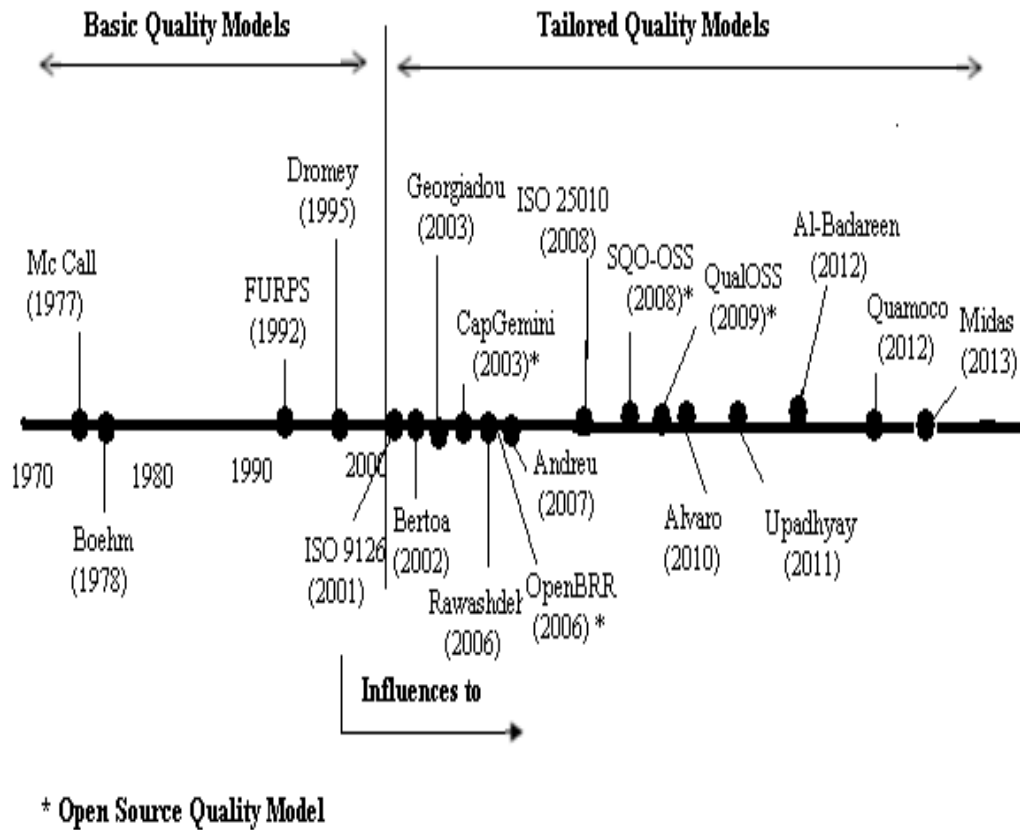 Basic Quality Models
Tailored Quality Models
Mc Call
(1977)
Boehm
(1978)
FURPS
(1992)
Dromey
(1995)
ISO 9126
(2001)
Bertoa
(2002)
Georgiadou
(2003)
CapGemini
(2003)*
Rawashdeh
(2006)
OpenBRR
(2006) *
Andreu
(2007)
ISO 25010
(2008)
SQO-OSS
(2008)*
QualOSS
(2009)*
Alvaro
(2010)
Upadhyay
(2011)
Al-Badareen
(2012)
Quamoco
(2012)
Midas
(2013)
1970
1980
1990
2000
Influences to
* Open Source Quality Model